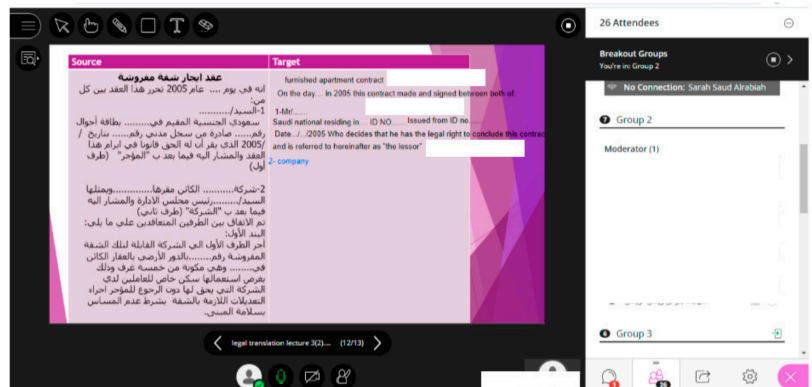 26 Attendees
Breakout Groups
You're in: Group 2
No Connection: Sarah Saud Alrabiah
Group 2
Moderator (1)
Group 3
Source
Target
عقد ايجار شقة مفروشة
انه في يوم .... عام 2005 تحرر هذا العقد بين كل
من:
1-السيد/...........
سعودي الجنسية المقيم في.......... بطاقة أحوال
رقم...... صادرة من سجل مدني رقم...... بتاريخ /
/2005 الذي يقر أن له الحق قانونا في ابرام هذا
العقد والمشار اليه فيما بعد ب "المؤجر" (طرف
أول)
2-شركة........... الكائن مقرها..............ويمثلها
السيد/.........رئيس مجلس الادارة والمشار اليه
فيما بعد ب "الشركة" (طرف ثاني)
تم الاتفاق بين الطرفين المتعاقدين على ما يلي:
البند الأول:
أجر الطرف الأول الى الشركة القابلة لتلك الشقة
المفروشة رقم........بالدور الأرضي بالعقار الكائن
في......... وهي مكونة من خمسة غرف وذلك
بغرض استعمالها سكن خاص للعاملين لدى
الشركة التي يحق لها دون الرجوع للمؤجر اجراء
التعديلات اللازمة بالشقة بشرط عدم المساس
بسلامة المبنى.
furnished apartment contract
On the day.... in 2005 this contract made and signed between both of:
1-Mr/......
Saudi national residing in.... ID NO..... Issued from ID no....
Date.../.../2005 Who decides that he has the legal right to conclude this contrac
and is referred to hereinafter as "the lessor"
2- company
legal translation lecture 3(2).... (12/13)
26